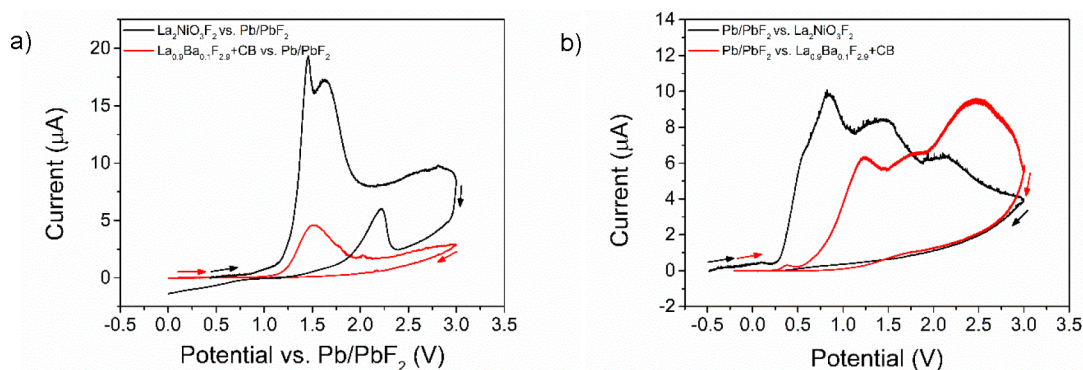 a)
La₂NiO₃F₂ vs. Pb/PbF₂
La₀.₉Ba₀.₁F₂.₉+CB vs. Pb/PbF₂
20
15
10
5
0
Current (μA)
-0.5 0.0 0.5 1.0 1.5 2.0 2.5 3.0 3.5
Potential vs. Pb/PbF₂ (V)
b)
Pb/PbF₂ vs. La₂NiO₃F₂
Pb/PbF₂ vs. La₀.₉Ba₀.₁F₂.₉+CB
14
12
10
8
6
4
2
0
-2
Current (μA)
-1.0 -0.5 0.0 0.5 1.0 1.5 2.0 2.5 3.0 3.5
Potential (V)